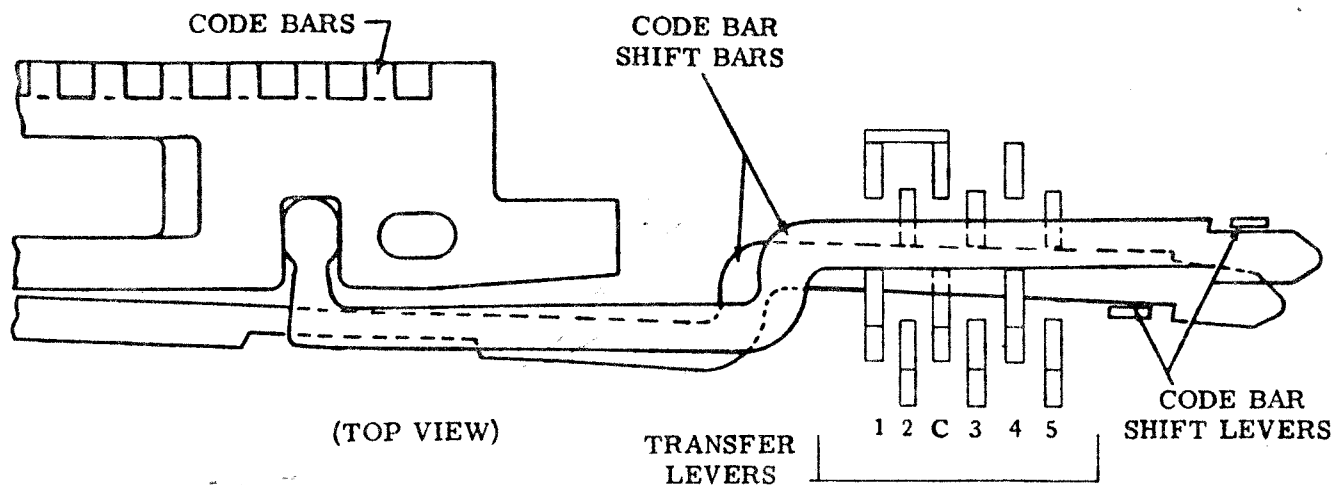 CODE BARS
CODE BAR
SHIFT BARS
(TOP VIEW)
1 2 C 3 4 5
TRANSFER
LEVERS
CODE BAR
SHIFT LEVERS